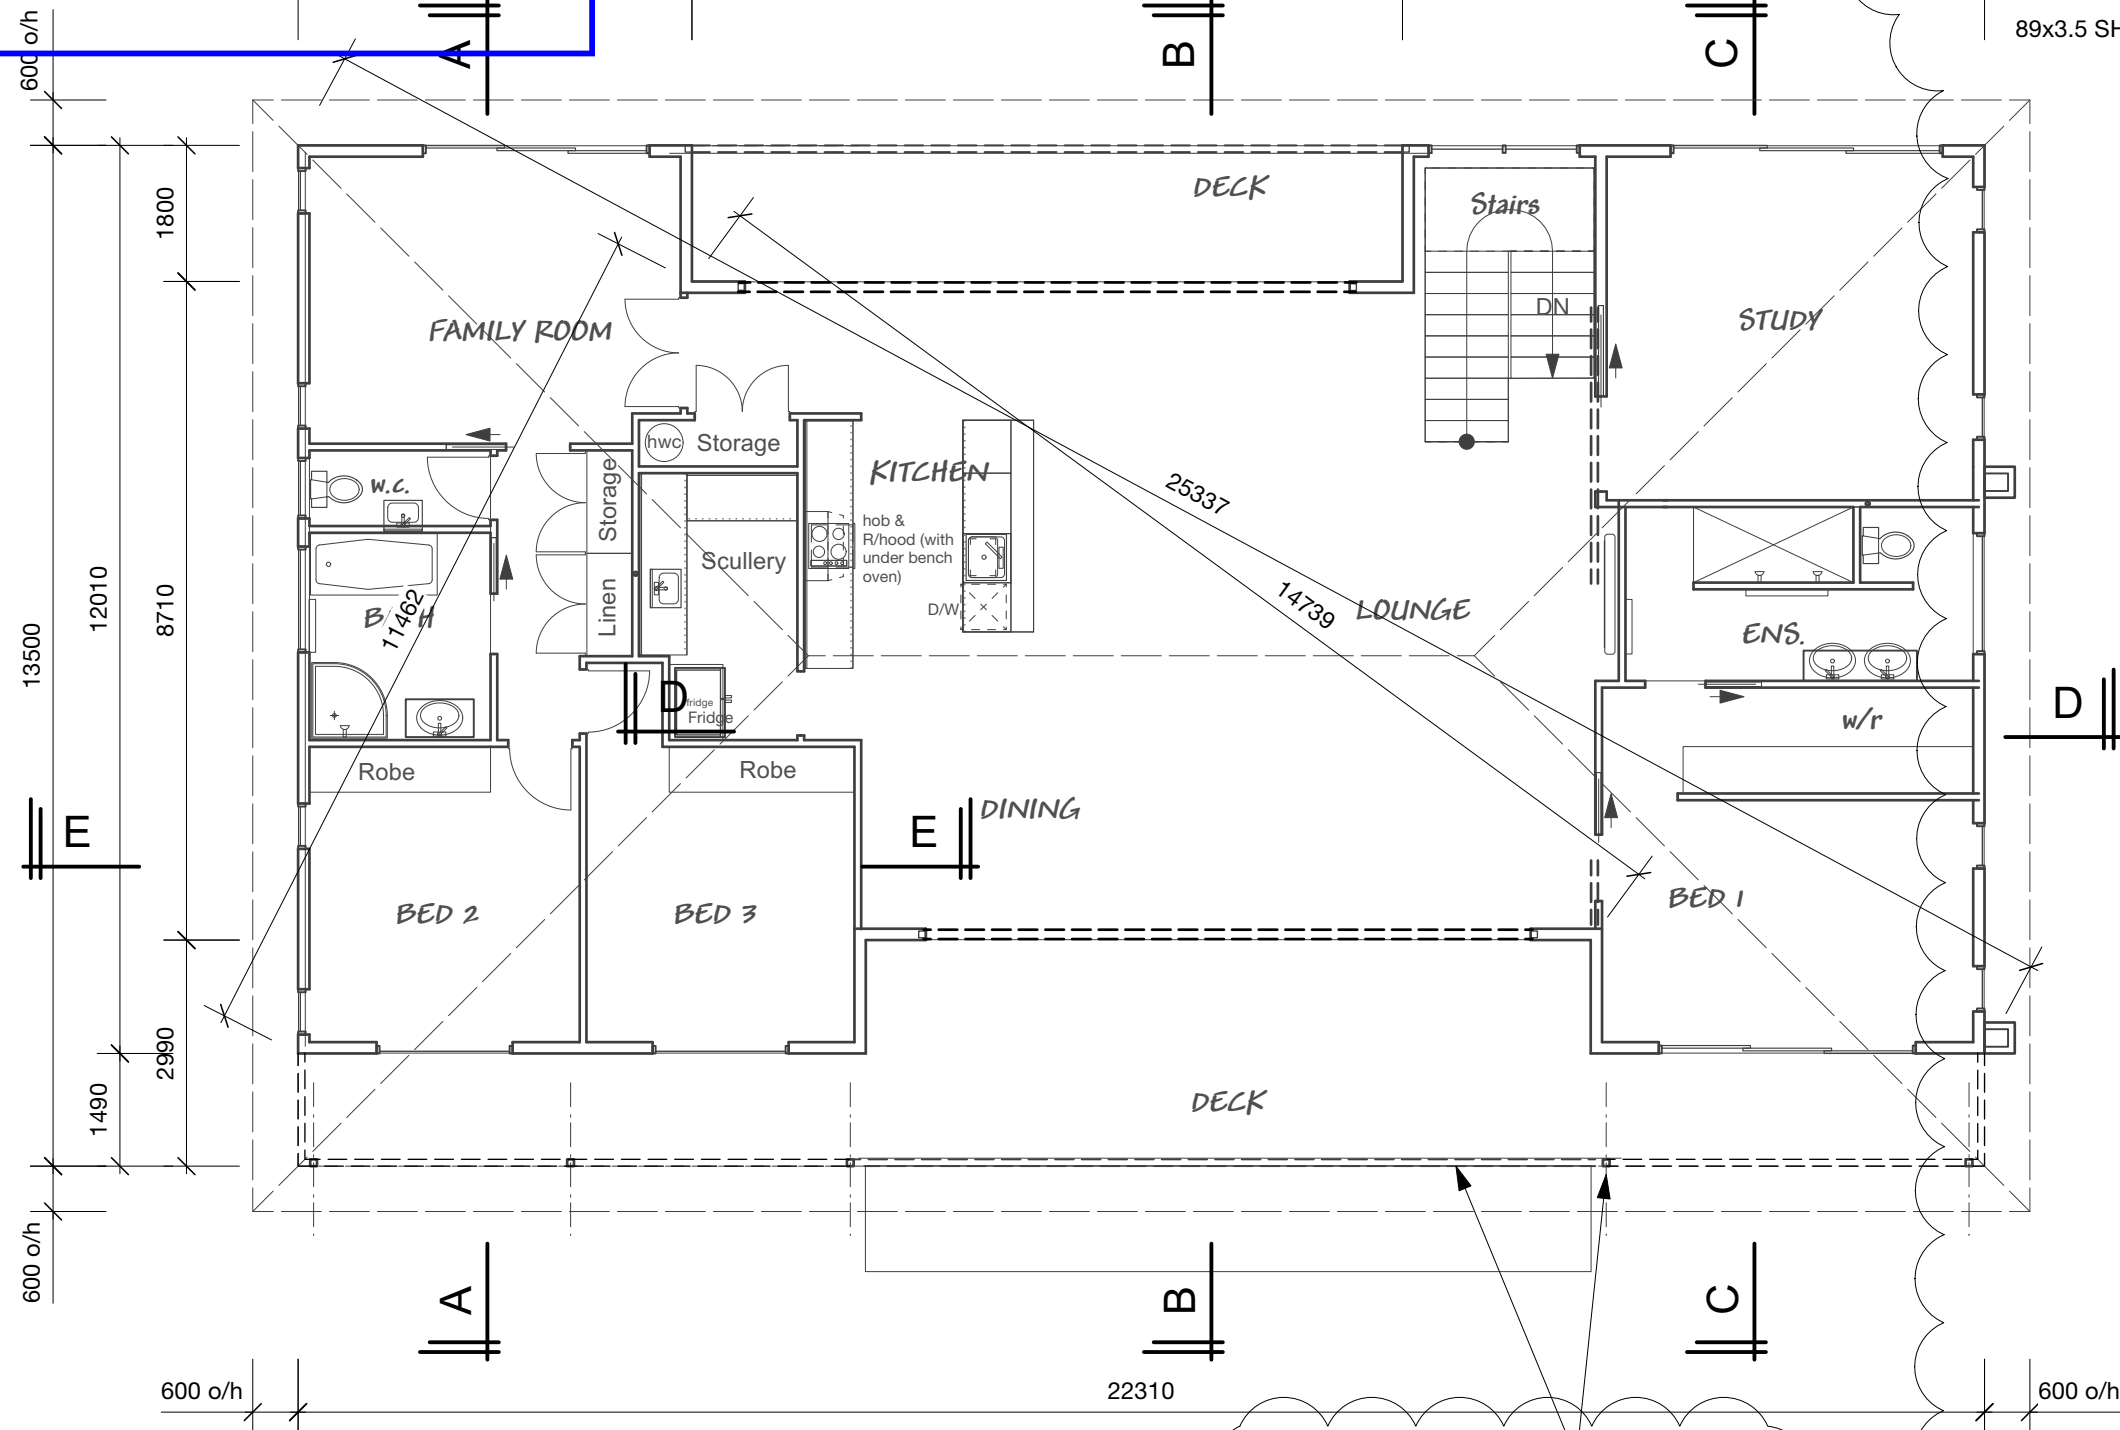 600 o/h
A
B
C
89x3.5 SH
1800
DECK
Stairs
DN
FAMILY ROOM
STUDY
hwc
Storage
KITCHEN
W.C.
Storage
25337
hob &
R/hood (with
under bench
oven)
Scullery
12010
8710
13500
Linen
11462
D/W
14739
LOUNGE
ENS.
D
fridge
Fridge
w/r
D
Robe
Robe
E
E
DINING
BED 2
BED 3
BED 1
2990
1490
DECK
600 o/h
A
B
C
600 o/h
22310
600 o/h